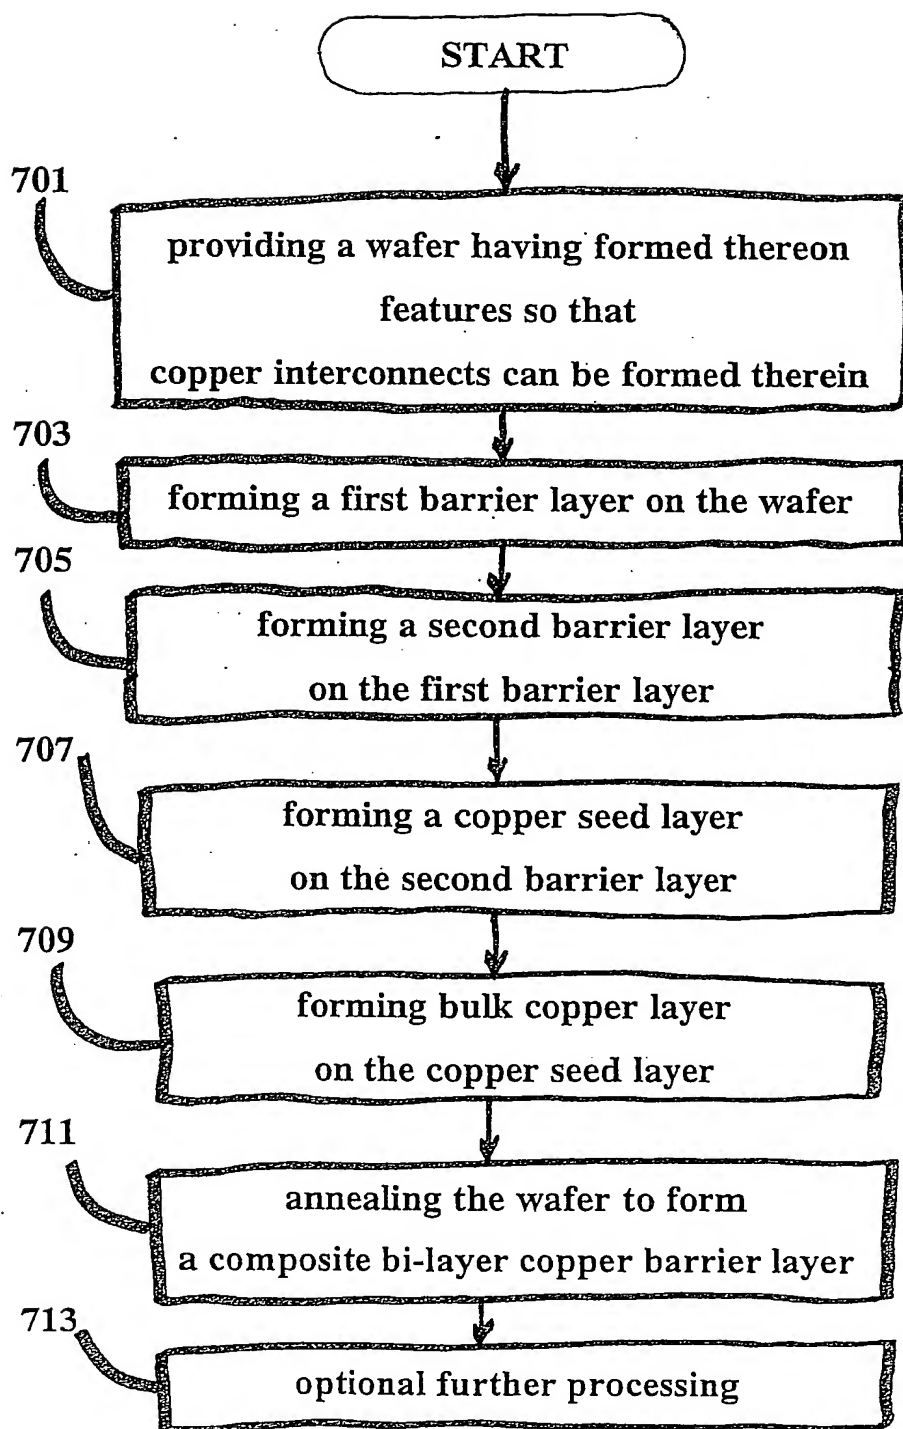 START
701
providing a wafer having formed thereon
features so that
copper interconnects can be formed therein
703
forming a first barrier layer on the wafer
705
forming a second barrier layer
on the first barrier layer
707
forming a copper seed layer
on the second barrier layer
709
forming bulk copper layer
on the copper seed layer
711
annealing the wafer to form
a composite bi-layer copper barrier layer
713
optional further processing